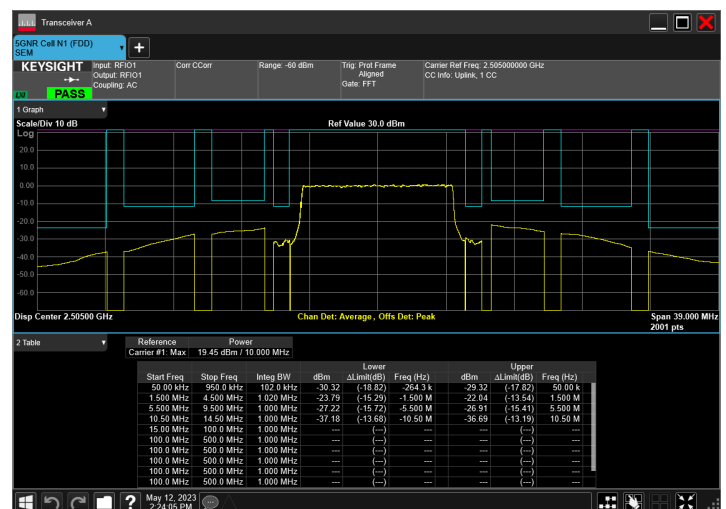 Transceiver A
5GNR Cell N1 (FDD)
SEM
KEYSIGHT
LXI
PASS
Input: RFIO1
Output: RFIO1
Coupling: AC
Corr CCorr
Range: -60 dBm
Trig: Prot Frame
Aligned
Gate: FFT
Carrier Ref Freq: 2.505000000 GHz
CC Info: Uplink, 1 CC
1 Graph
Scale/Div 10 dB
Ref Value 30.0 dBm
Log
20.0
10.0
0.00
-10.0
-20.0
-30.0
-40.0
-50.0
-60.0
Disp Center 2.50500 GHz
Chan Det: Average , Offs Det: Peak
Span 39.000 MHz
2001 pts
2 Table
Reference Power
Carrier #1: Max 19.45 dBm / 10.000 MHz
Lower Upper
Start Freq Stop Freq Integ BW dBm ΔLimit(dB) Freq (Hz) dBm ΔLimit(dB) Freq (Hz)
50.00 kHz 950.0 kHz 102.0 kHz -30.32 (-18.82) -264.3 k -29.32 (-17.82) 50.00 k
1.500 MHz 4.500 MHz 1.020 MHz -23.79 (-15.29) -1.500 M -22.04 (-13.54) 1.500 M
5.500 MHz 9.500 MHz 1.000 MHz -27.22 (-15.72) -5.500 M -26.91 (-15.41) 5.500 M
10.50 MHz 14.50 MHz 1.000 MHz -37.18 (-13.68) -10.50 M -36.69 (-13.19) 10.50 M
15.00 MHz 100.0 MHz 1.000 MHz --- (---) --- --- (---) ---
100.0 MHz 500.0 MHz 1.000 MHz --- (---) --- --- (---) ---
100.0 MHz 500.0 MHz 1.000 MHz --- (---) --- --- (---) ---
100.0 MHz 500.0 MHz 1.000 MHz --- (---) --- --- (---) ---
100.0 MHz 500.0 MHz 1.000 MHz --- (---) --- --- (---) ---
100.0 MHz 500.0 MHz 1.000 MHz --- (---) --- --- (---) ---
May 12, 2023
2:24:05 PM